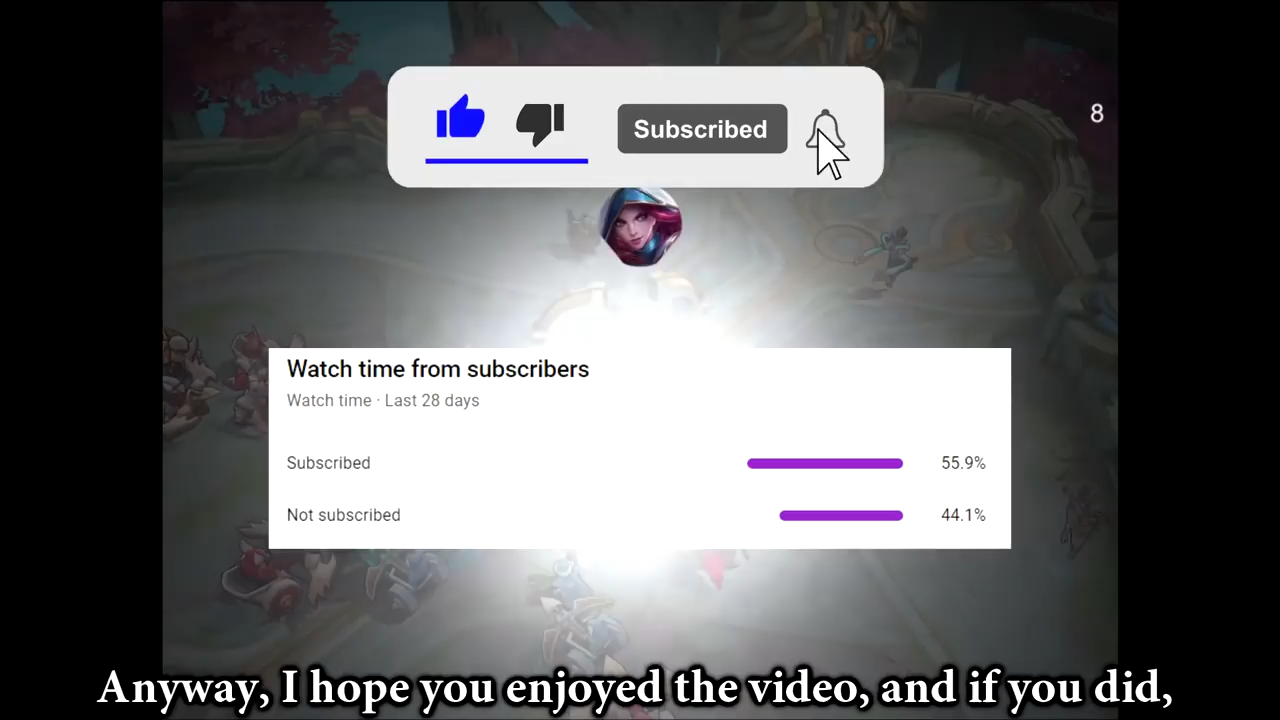 8
Subscribed
Watch time from subscribers
Watch time · Last 28 days
Subscribed 55.9%
Not subscribed 44.1%
Anyway, I hope you enjoyed the video, and if you did,